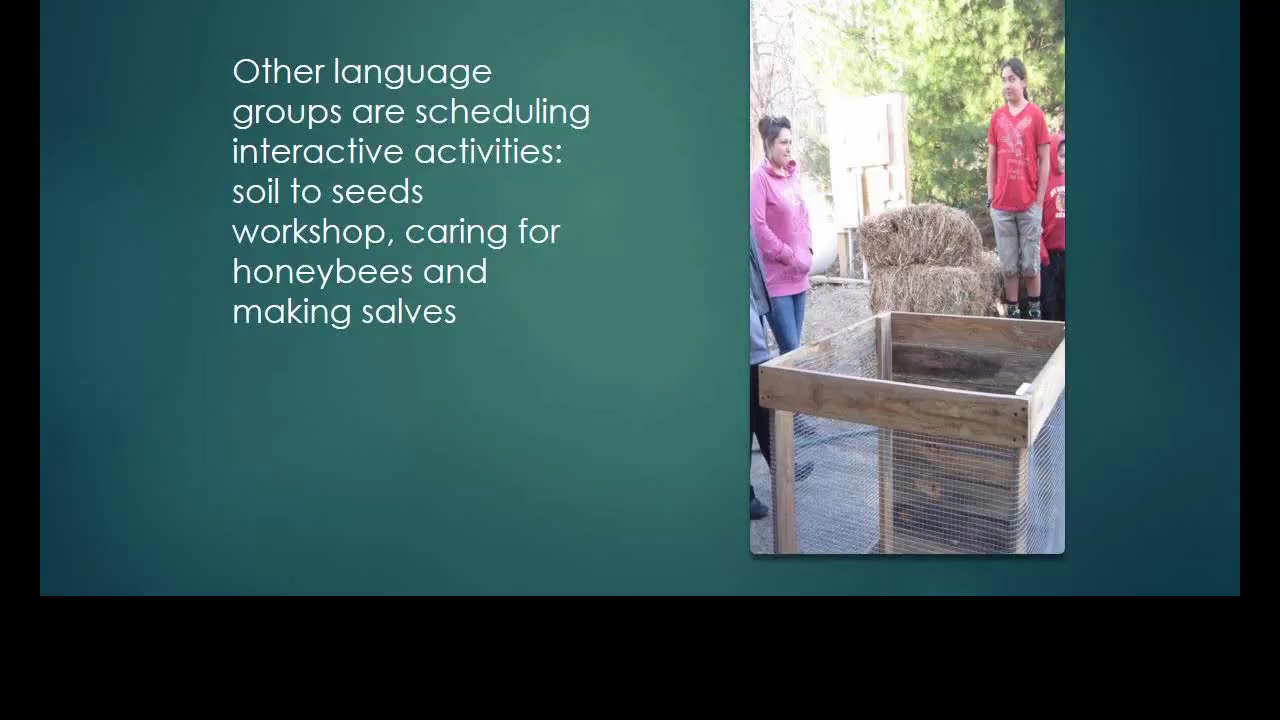 Other language
groups are scheduling
interactive activities:
soil to seeds
workshop, caring for
honeybees and
making salves